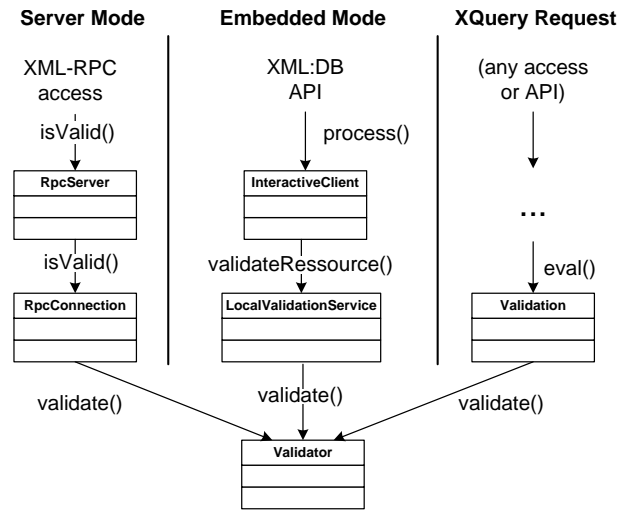 Server Mode
Embedded Mode
XQuery Request
XML-RPC
access
XML:DB
API
(any access
or API)
isValid()
process()
RpcServer
InteractiveClient
...
isValid()
validateRessource()
eval()
RpcConnection
LocalValidationService
Validation
validate()
validate()
validate()
Validator